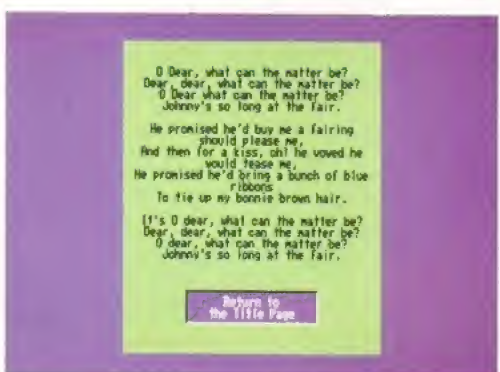 O Dear, what can the matter be?
Dear, dear, what can the matter be?
O Dear what can the matter be?
Johnny's so long at the fair.
He promised he'd buy me a fairing
should please me,
And then for a kiss, oh! he vowed he
would tease me,
He promised he'd bring a bunch of blue
ribbons
To tie up my bonnie brown hair.
It's O dear, what can the matter be?
Dear, dear, what can the matter be?
O dear, what can the matter be?
Johnny's so long at the fair.
Return to
the Title Page